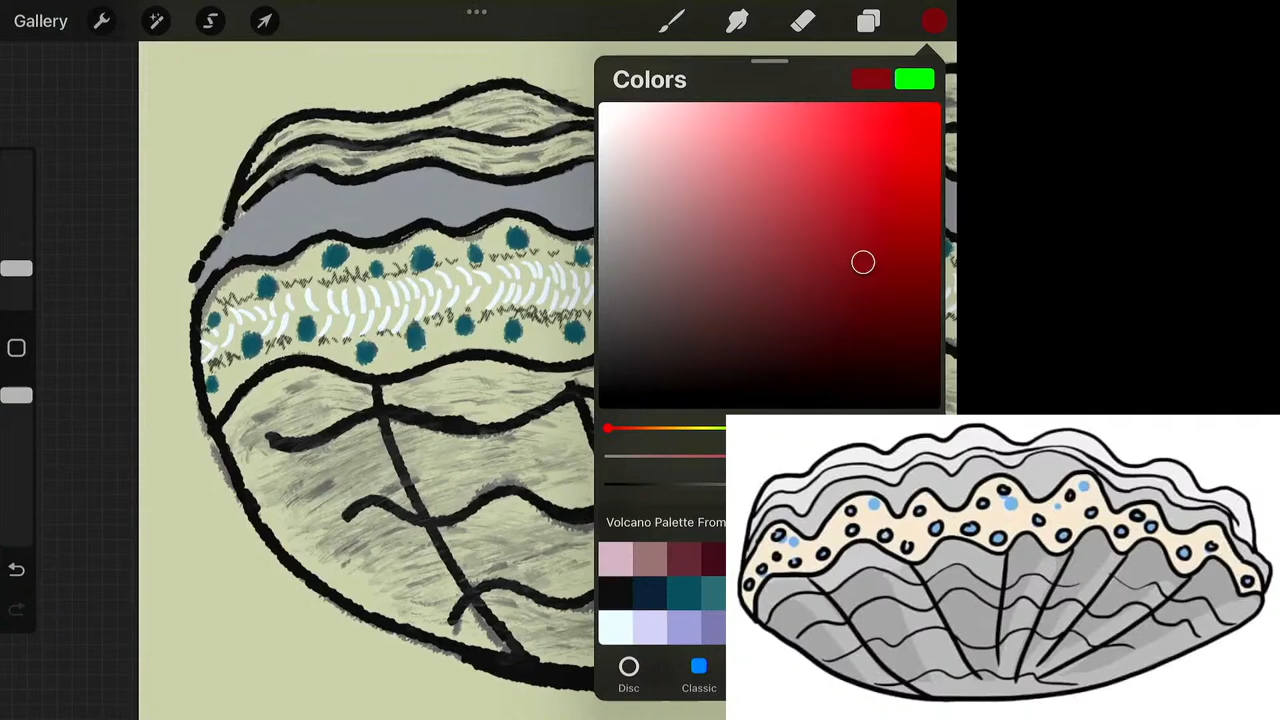 Gallery
Colors
Volcano Palette From
Disc
Classic